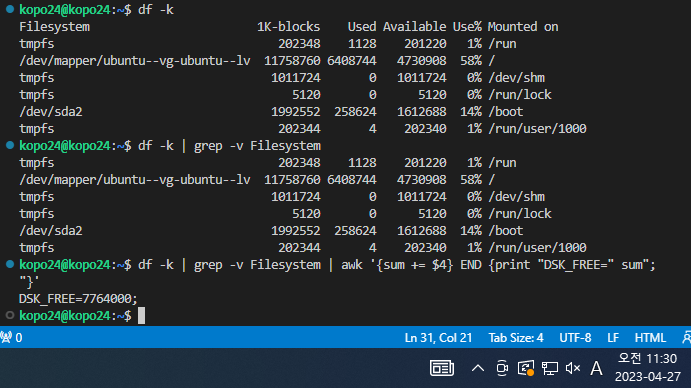 kopo24@kopo24:~$ df -k
Filesystem 1K-blocks Used Available Use% Mounted on
tmpfs 202348 1128 201220 1% /run
/dev/mapper/ubuntu--vg-ubuntu--lv 11758760 6408744 4730908 58% /
tmpfs 1011724 0 1011724 0% /dev/shm
tmpfs 5120 0 5120 0% /run/lock
/dev/sda2 1992552 258624 1612688 14% /boot
tmpfs 202344 4 202340 1% /run/user/1000
kopo24@kopo24:~$ df -k | grep -v Filesystem
tmpfs 202348 1128 201220 1% /run
/dev/mapper/ubuntu--vg-ubuntu--lv 11758760 6408744 4730908 58% /
tmpfs 1011724 0 1011724 0% /dev/shm
tmpfs 5120 0 5120 0% /run/lock
/dev/sda2 1992552 258624 1612688 14% /boot
tmpfs 202344 4 202340 1% /run/user/1000
kopo24@kopo24:~$ df -k | grep -v Filesystem | awk '{sum += $4} END {print "DSK_FREE=" sum";
"}'
DSK_FREE=7764000;
kopo24@kopo24:~$
0 Ln 31, Col 21 Tab Size: 4 UTF-8 LF HTML
A 오전 11:30
2023-04-27